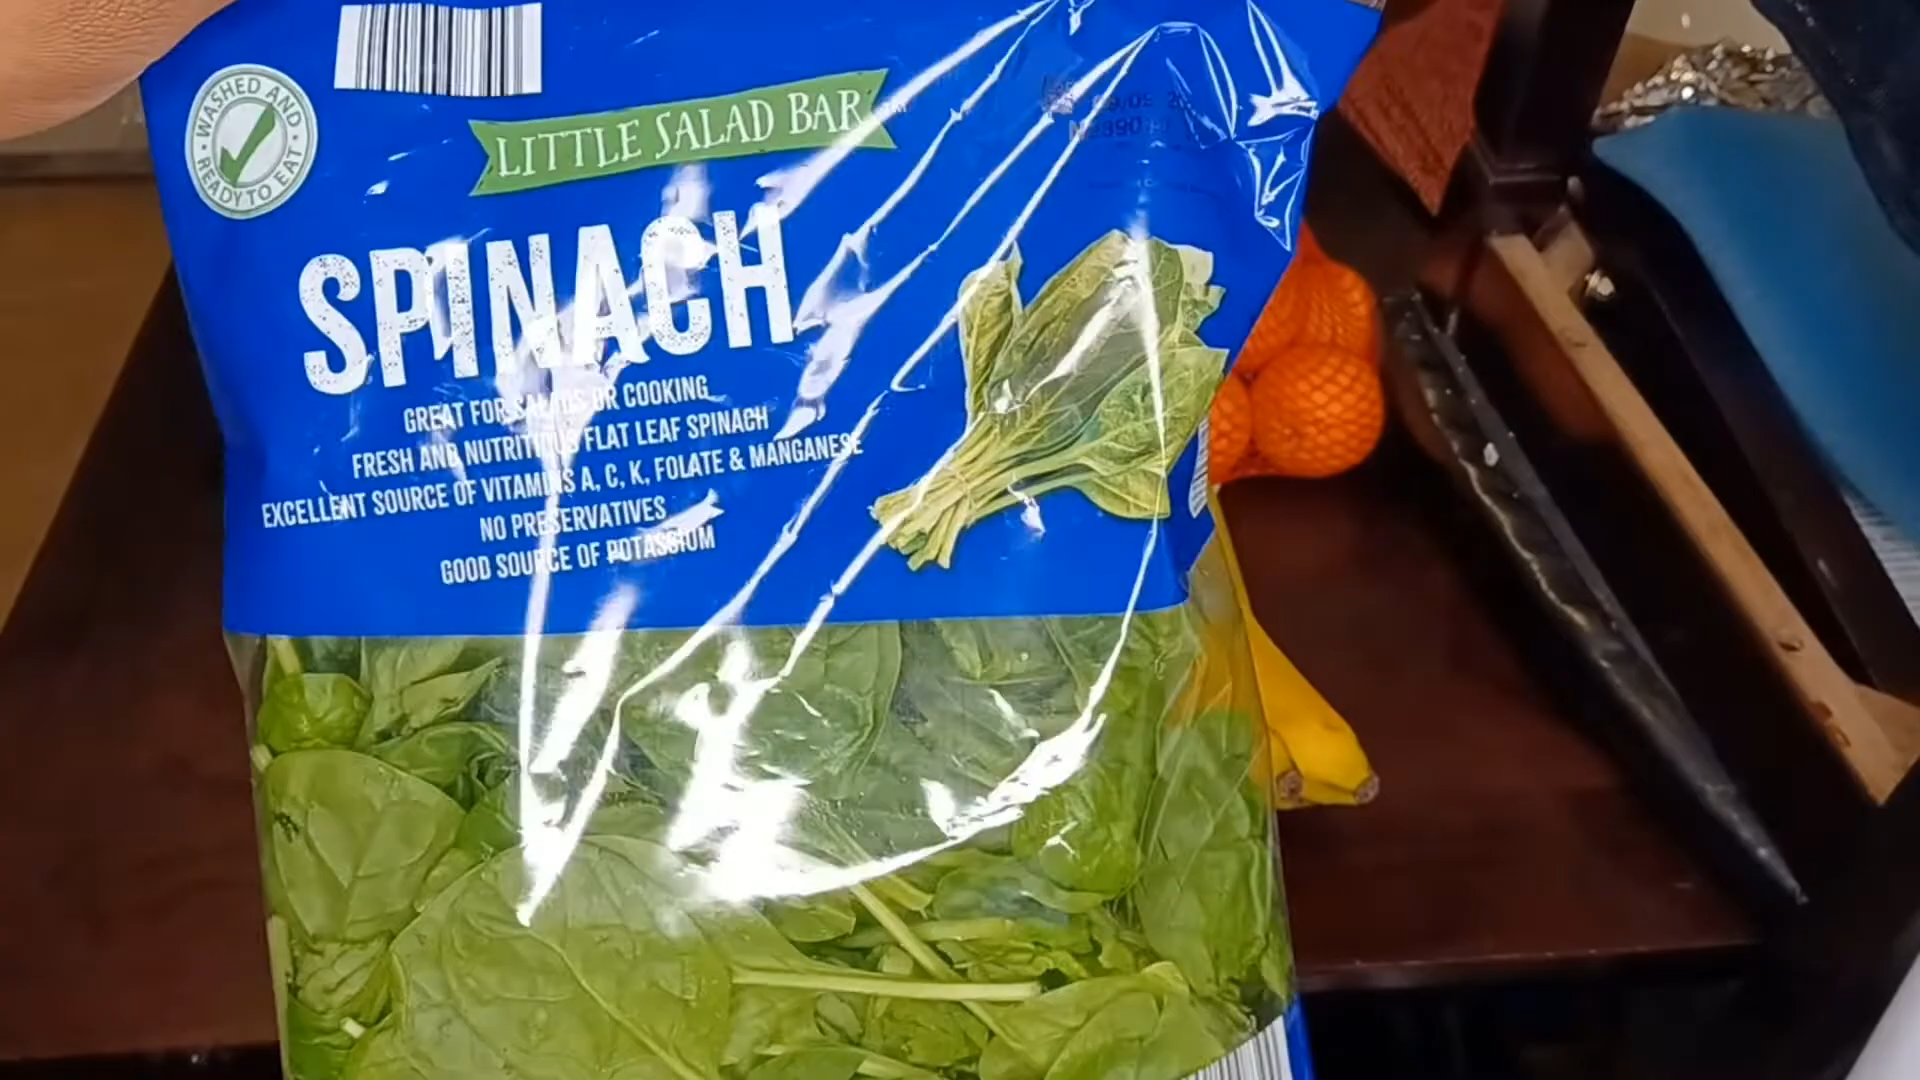 WASHED AND
READY TO EAT
LITTLE SALAD BAR
SPINACH
GREAT FOR SALADS OR COOKING
FRESH AND NUTRITIOUS FLAT LEAF SPINACH
EXCELLENT SOURCE OF VITAMINS A, C, K, FOLATE & MANGANESE
NO PRESERVATIVES
GOOD SOURCE OF POTASSIUM